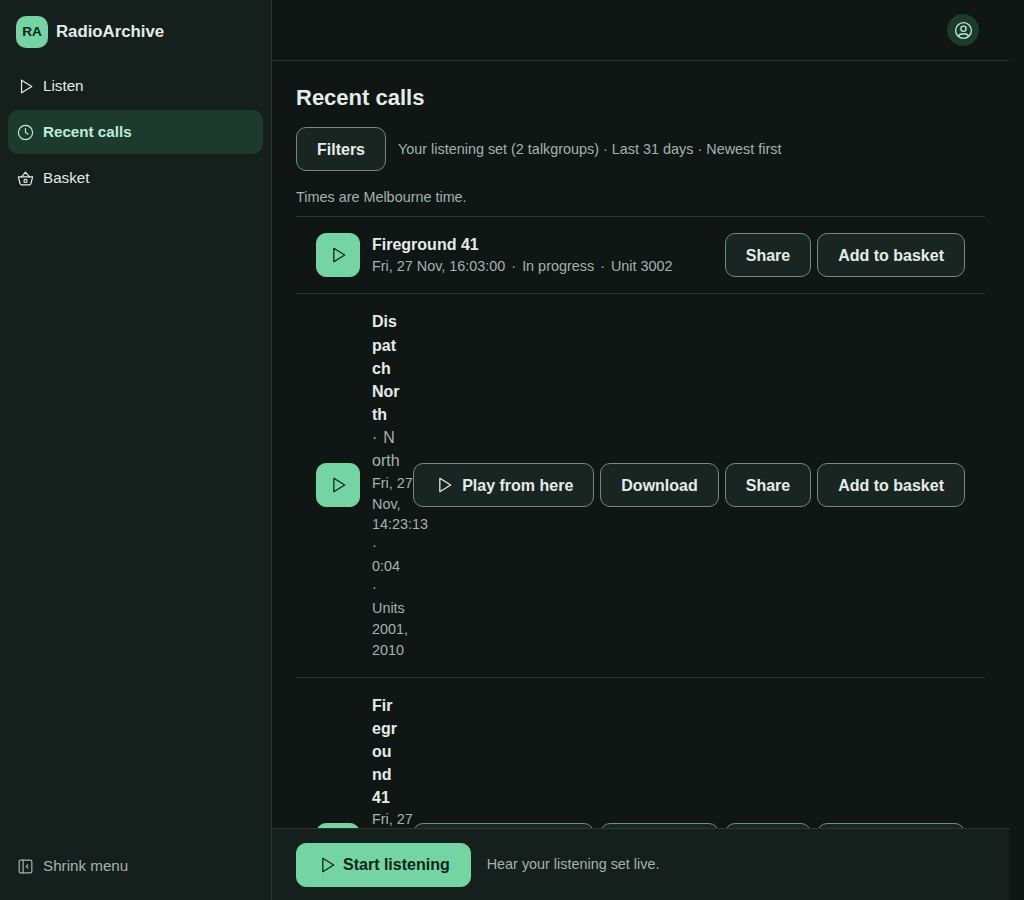 RA RadioArchive
Listen
Recent calls
Basket
Shrink menu
Recent calls
Filters Your listening set (2 talkgroups) · Last 31 days · Newest first
Times are Melbourne time.
Fireground 41
Fri, 27 Nov, 16:03:00 · In progress · Unit 3002
Share Add to basket
Dis
pat
ch
Nor
th
· N
orth
Fri, 27
Nov,
14:23:13
·
0:04
·
Units
2001,
2010
Play from here Download Share Add to basket
Fir
egr
ou
nd
41
Fri, 27
Start listening Hear your listening set live.